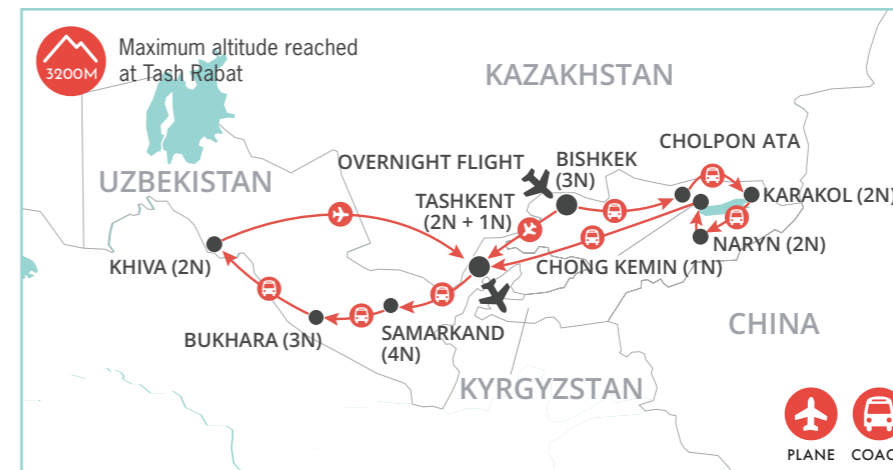 Maximum altitude reached
at Tash Rabat
3200M
KAZAKHSTAN
CHOLPON ATA
OVERNIGHT FLIGHT
BISHKEK
(3N)
UZBEKISTAN
TASHKENT
(2N + 1N)
KARAKOL (2N)
NARYN (2N)
KHIVA (2N)
CHONG KEMIN (1N)
CHINA
BUKHARA (3N)
SAMARKAND
(4N)
KYRGYZSTAN
PLANE
COAC